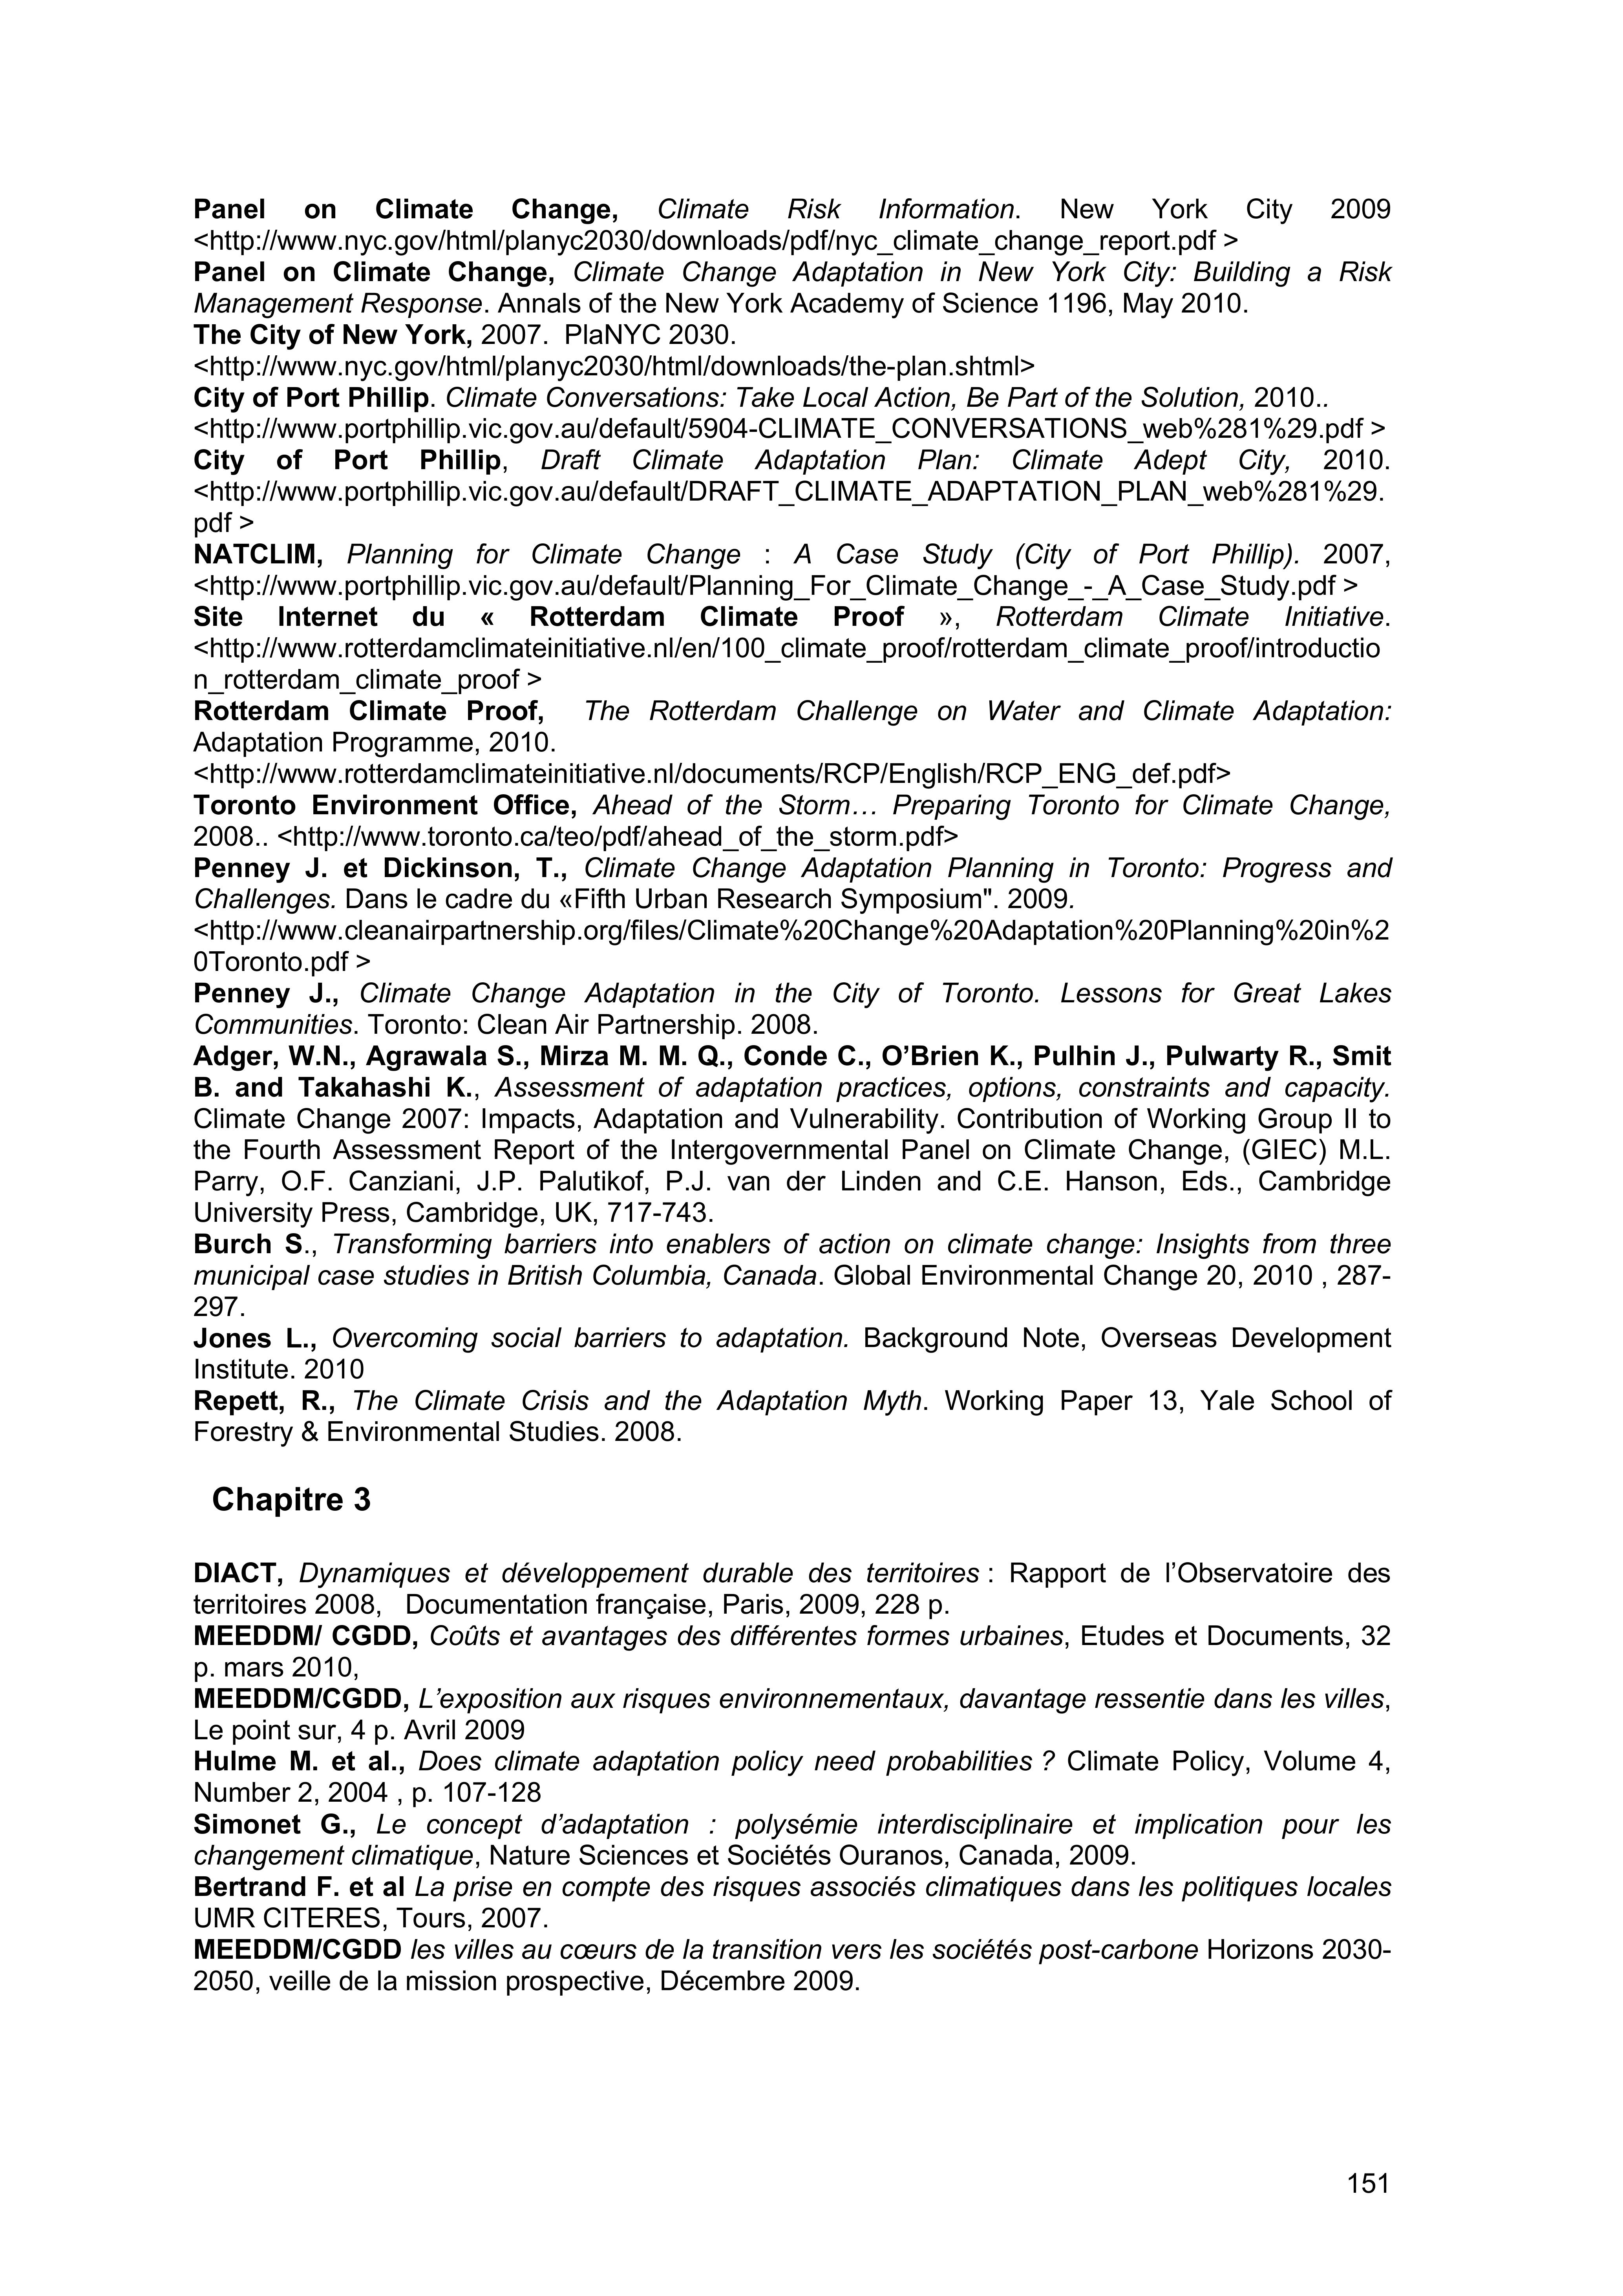 Panel on Climate Change, Climate Risk Information. New York City 2009
<http://www.nyc.gov/html/planyc2030/downloads/pdf/nyc_climate_change_report.pdf >
Panel on Climate Change, Climate Change Adaptation in New York City: Building a Risk
Management Response. Annals of the New York Academy of Science 1196, May 2010.
The City of New York, 2007.  PlaNYC 2030.
<http://www.nyc.gov/html/planyc2030/html/downloads/the-plan.shtml>
City of Port Phillip. Climate Conversations: Take Local Action, Be Part of the Solution, 2010..
<http://www.portphillip.vic.gov.au/default/5904-CLIMATE_CONVERSATIONS_web%281%29.pdf >
City of Port Phillip, Draft Climate Adaptation Plan: Climate Adept City, 2010.
<http://www.portphillip.vic.gov.au/default/DRAFT_CLIMATE_ADAPTATION_PLAN_web%281%29.
pdf >
NATCLIM, Planning for Climate Change : A Case Study (City of Port Phillip). 2007,
<http://www.portphillip.vic.gov.au/default/Planning_For_Climate_Change_-_A_Case_Study.pdf >
Site Internet du « Rotterdam Climate Proof », Rotterdam Climate Initiative.
<http://www.rotterdamclimateinitiative.nl/en/100_climate_proof/rotterdam_climate_proof/introductio
n_rotterdam_climate_proof >
Rotterdam Climate Proof, The Rotterdam Challenge on Water and Climate Adaptation:
Adaptation Programme, 2010.
<http://www.rotterdamclimateinitiative.nl/documents/RCP/English/RCP_ENG_def.pdf>
Toronto Environment Office, Ahead of the Storm… Preparing Toronto for Climate Change,
2008.. <http://www.toronto.ca/teo/pdf/ahead_of_the_storm.pdf>
Penney J. et Dickinson, T., Climate Change Adaptation Planning in Toronto: Progress and
Challenges. Dans le cadre du «Fifth Urban Research Symposium". 2009.
<http://www.cleanairpartnership.org/files/Climate%20Change%20Adaptation%20Planning%20in%2
0Toronto.pdf >
Penney J., Climate Change Adaptation in the City of Toronto. Lessons for Great Lakes
Communities. Toronto: Clean Air Partnership. 2008.
Adger, W.N., Agrawala S., Mirza M. M. Q., Conde C., O’Brien K., Pulhin J., Pulwarty R., Smit
B. and Takahashi K., Assessment of adaptation practices, options, constraints and capacity.
Climate Change 2007: Impacts, Adaptation and Vulnerability. Contribution of Working Group II to
the Fourth Assessment Report of the Intergovernmental Panel on Climate Change, (GIEC) M.L.
Parry, O.F. Canziani, J.P. Palutikof, P.J. van der Linden and C.E. Hanson, Eds., Cambridge
University Press, Cambridge, UK, 717-743.
Burch S., Transforming barriers into enablers of action on climate change: Insights from three
municipal case studies in British Columbia, Canada. Global Environmental Change 20, 2010 , 287-
297.
Jones L., Overcoming social barriers to adaptation. Background Note, Overseas Development
Institute. 2010
Repett, R., The Climate Crisis and the Adaptation Myth. Working Paper 13, Yale School of
Forestry & Environmental Studies. 2008.
Chapitre 3
DIACT, Dynamiques et développement durable des territoires : Rapport de l’Observatoire des
territoires 2008,   Documentation française, Paris, 2009, 228 p.
MEEDDM/ CGDD, Coûts et avantages des différentes formes urbaines, Etudes et Documents, 32
p. mars 2010,
MEEDDM/CGDD, L’exposition aux risques environnementaux, davantage ressentie dans les villes,
Le point sur, 4 p. Avril 2009
Hulme M. et al., Does climate adaptation policy need probabilities ? Climate Policy, Volume 4,
Number 2, 2004 , p. 107-128
Simonet G., Le concept d’adaptation : polysémie interdisciplinaire et implication pour les
changement climatique, Nature Sciences et Sociétés Ouranos, Canada, 2009.
Bertrand F. et al La prise en compte des risques associés climatiques dans les politiques locales
UMR CITERES, Tours, 2007.
MEEDDM/CGDD les villes au cœurs de la transition vers les sociétés post-carbone Horizons 2030-
2050, veille de la mission prospective, Décembre 2009.
151